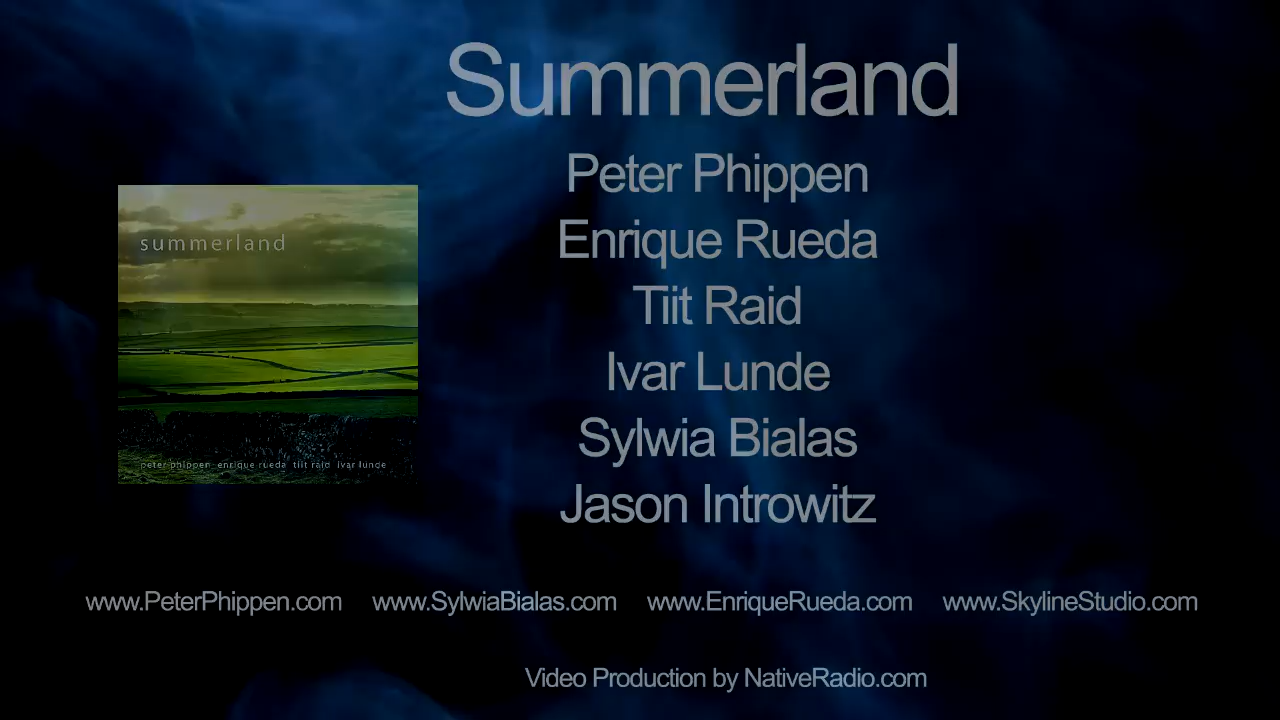 Summerland
Peter Phippen
Enrique Rueda
Tiit Raid
Ivar Lunde
Sylwia Bialas
Jason Introwitz
summerland
peter phippen enrique rueda tiit raid ivar lunde
www.PeterPhippen.com www.SylwiaBialas.com www.EnriqueRueda.com www.SkylineStudio.com
Video Production by NativeRadio.com